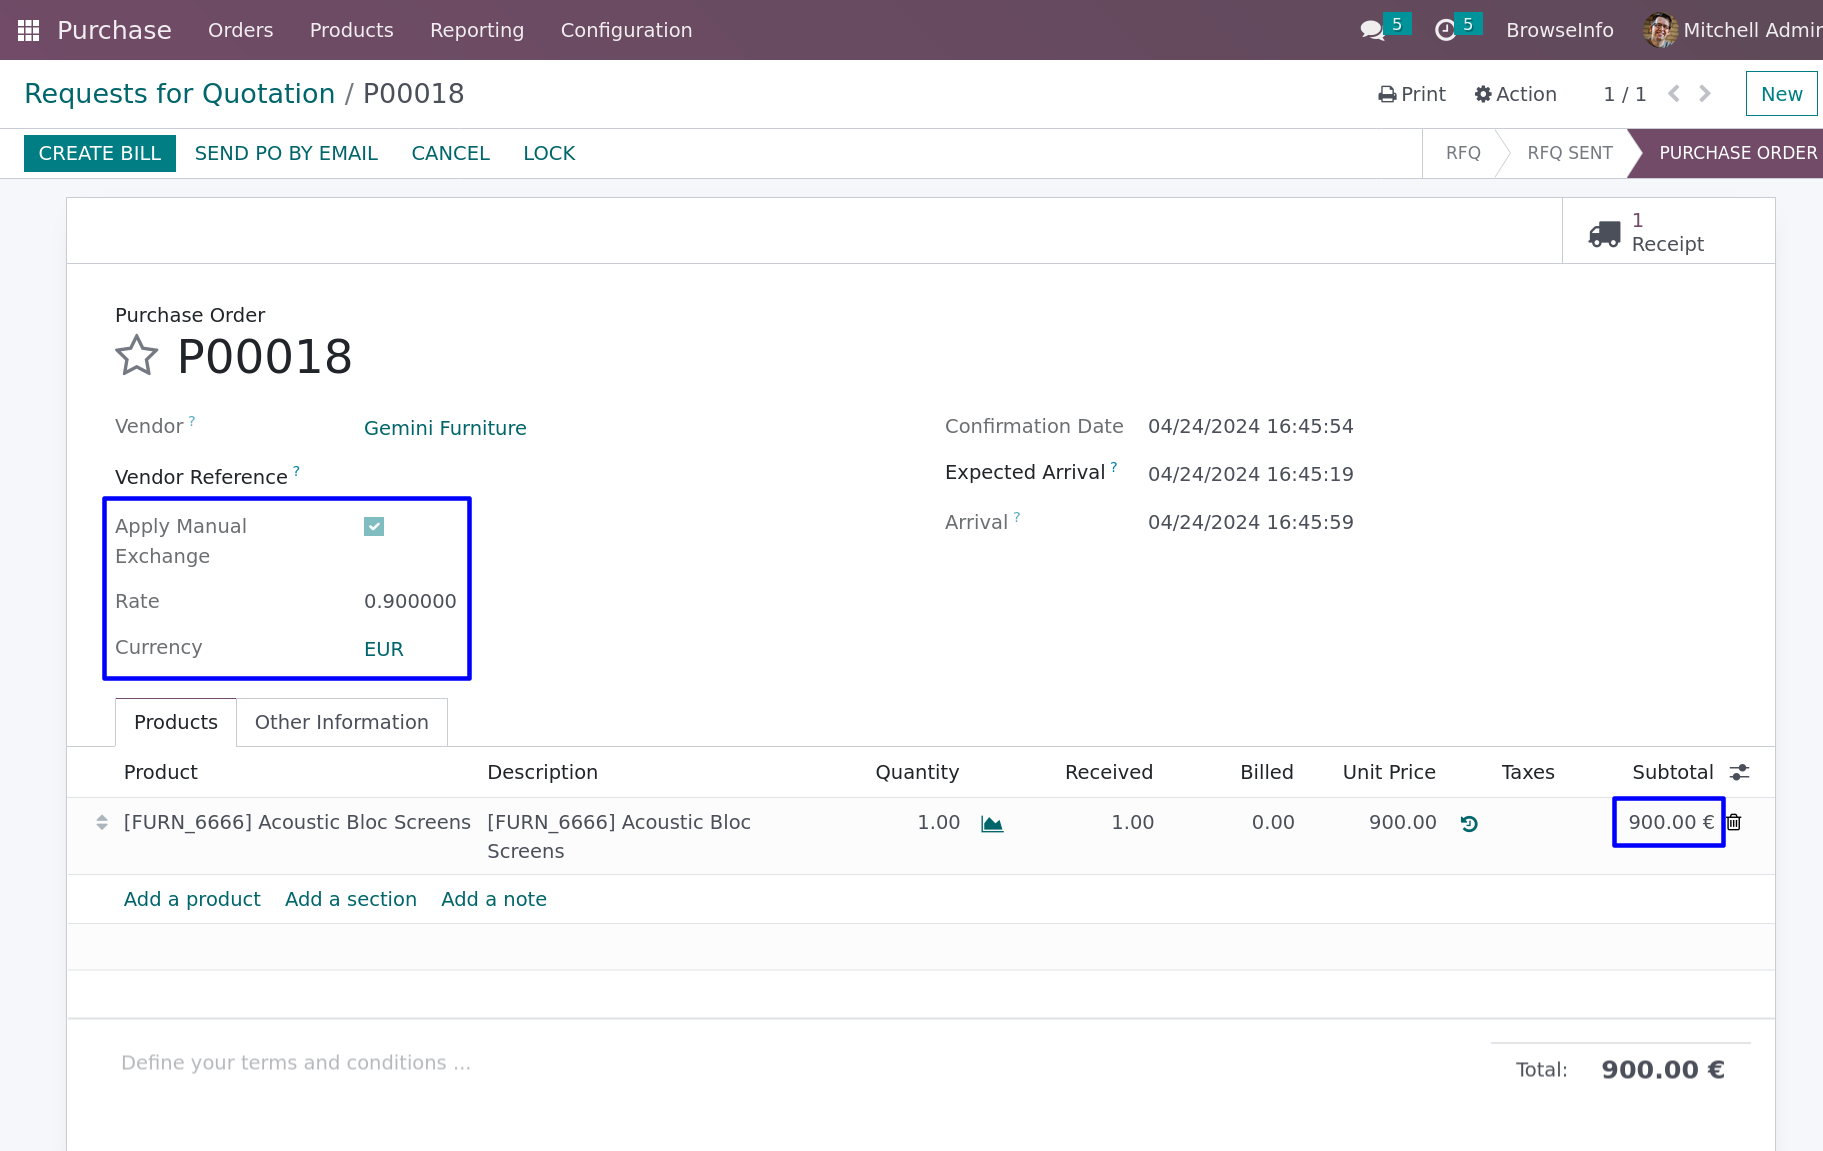 Purchase Orders Products Reporting Configuration 5 5 BrowseInfo Mitchell Admin
Requests for Quotation / P00018 Print Action 1 / 1 New
CREATE BILL SEND PO BY EMAIL CANCEL LOCK RFQ RFQ SENT PURCHASE ORDER
1
Receipt
Purchase Order
P00018
Vendor ? Gemini Furniture Confirmation Date 04/24/2024 16:45:54
Vendor Reference ? Expected Arrival ? 04/24/2024 16:45:19
Apply Manual Arrival ? 04/24/2024 16:45:59
Exchange
Rate 0.900000
Currency EUR
Products Other Information
Product Description Quantity Received Billed Unit Price Taxes Subtotal
[FURN_6666] Acoustic Bloc Screens [FURN_6666] Acoustic Bloc 1.00 1.00 0.00 900.00 900.00 €
Screens
Add a product Add a section Add a note
Define your terms and conditions ... Total: 900.00 €